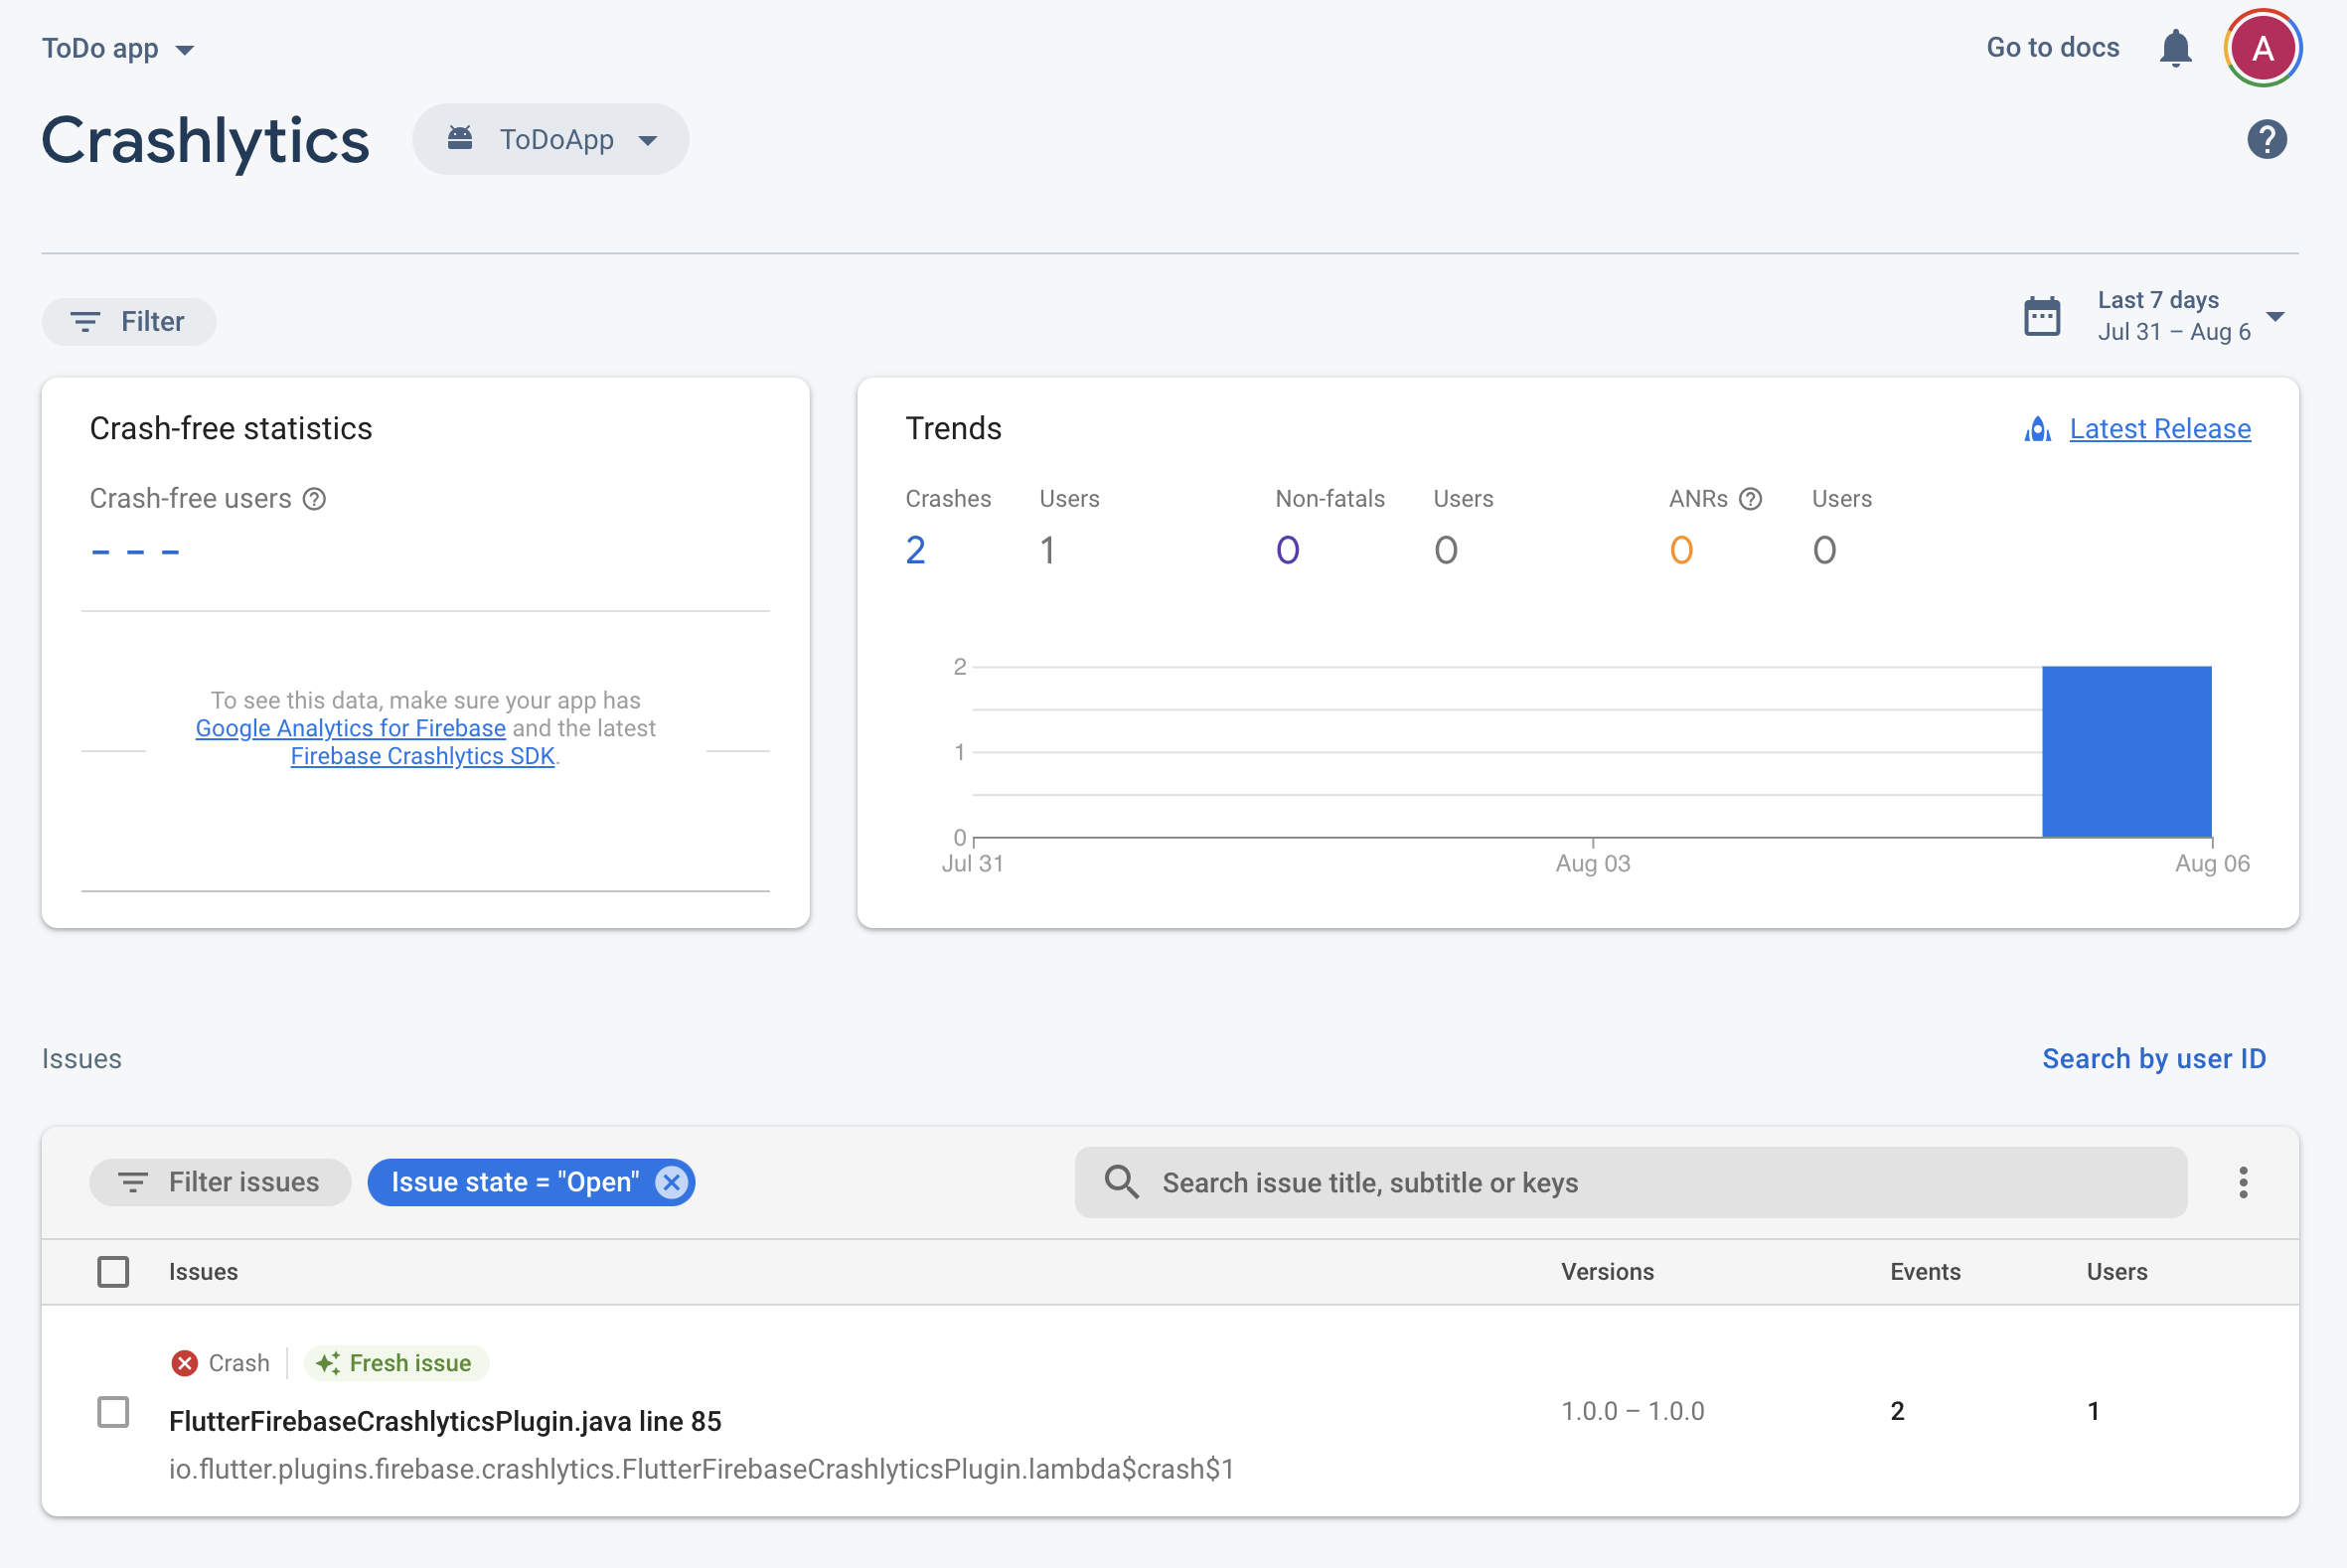 ToDo app
Go to docs
A
Crashlytics
ToDoApp
Filter
Last 7 days
Jul 31 – Aug 6
Crash-free statistics
Crash-free users
– – –
To see this data, make sure your app has
Google Analytics for Firebase and the latest
Firebase Crashlytics SDK.
Trends
Latest Release
Crashes Users Non-fatals Users ANRs Users
2 1 0 0 0 0
2
1
0
Jul 31 Aug 03 Aug 06
Issues
Search by user ID
Filter issues
Issue state = "Open"
Search issue title, subtitle or keys
Issues Versions Events Users
Crash
Fresh issue
FlutterFirebaseCrashlyticsPlugin.java line 85
1.0.0 – 1.0.0 2 1
io.flutter.plugins.firebase.crashlytics.FlutterFirebaseCrashlyticsPlugin.lambda$crash$1